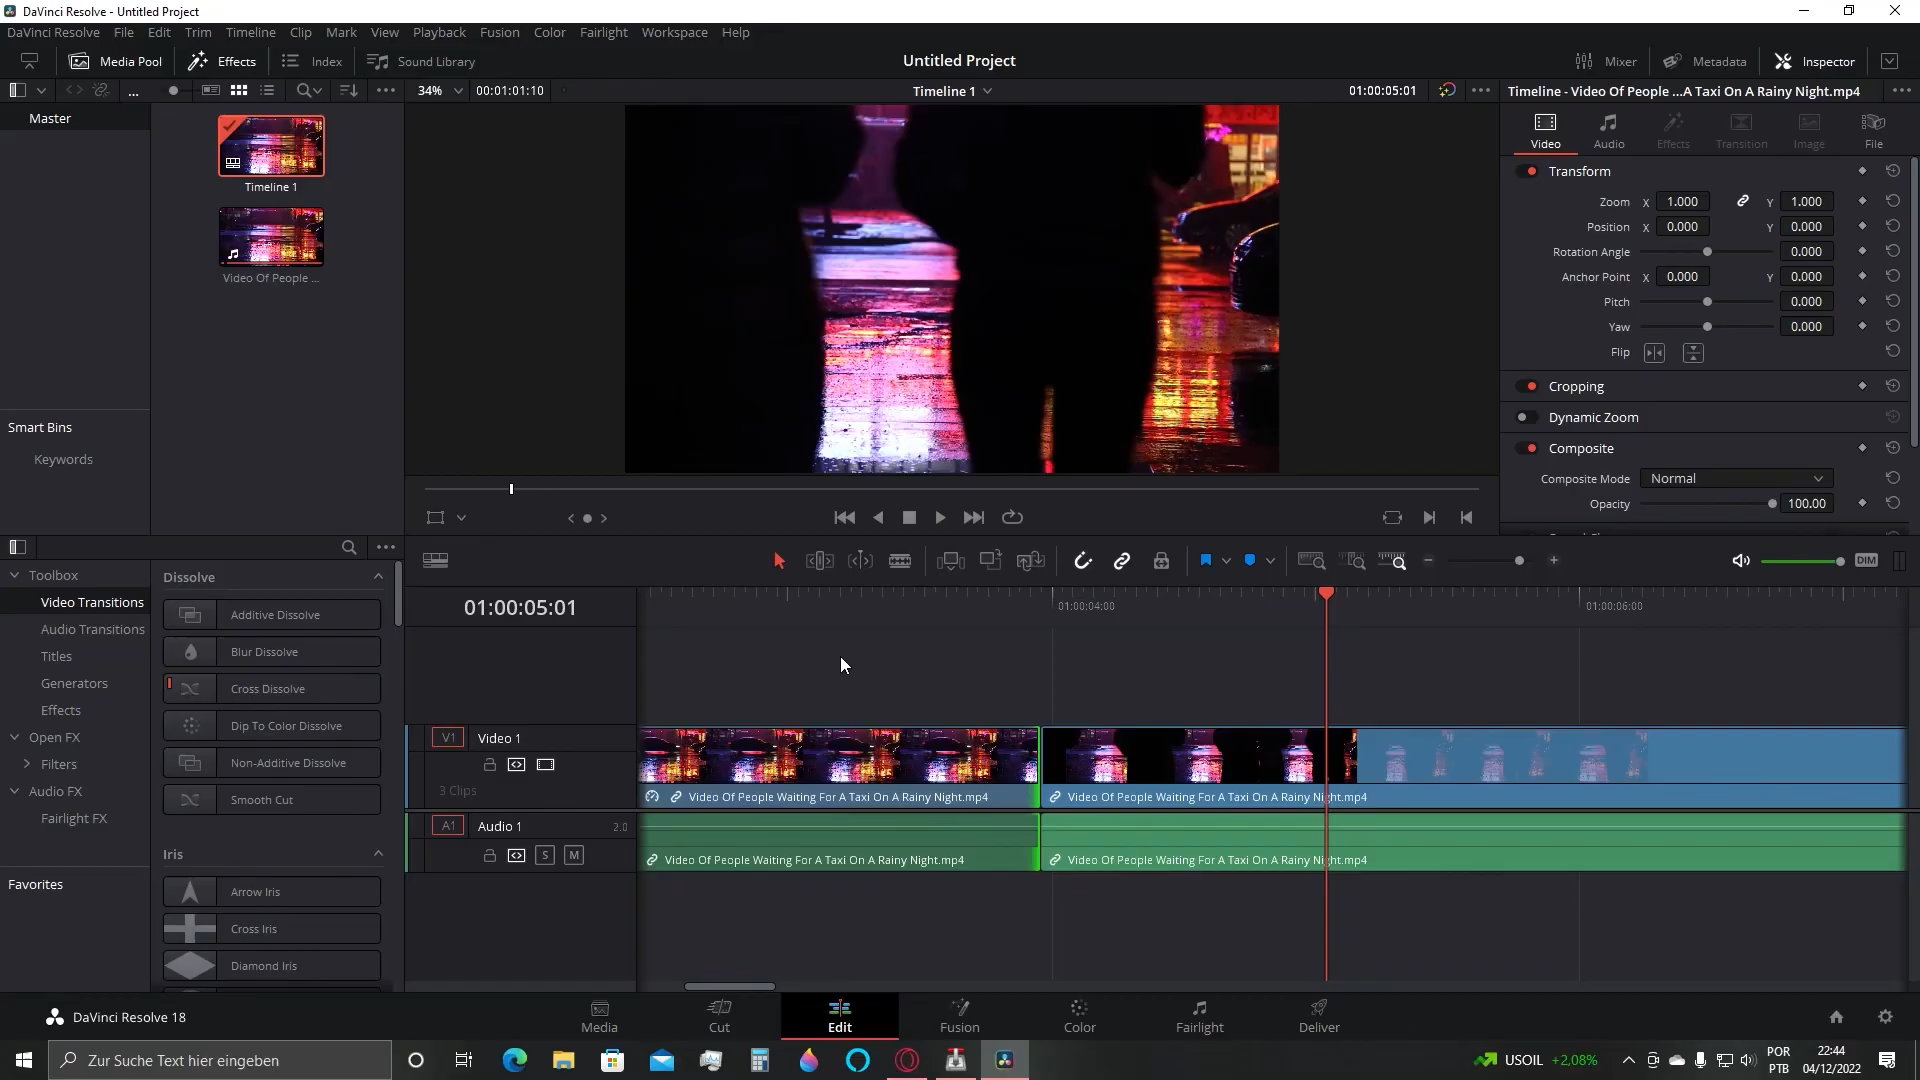 DaVinci Resolve - Untitled Project
DaVinci Resolve File Edit Trim Timeline Clip Mark View Playback Fusion Color Fairlight Workspace Help
Media Pool Effects Index Sound Library Untitled Project Mixer Metadata Inspector
... 34% 00:01:01:10 Timeline 1 01:00:05:01 Timeline - Video Of People ...A Taxi On A Rainy Night.mp4
Master
Timeline 1
Video Of People ...
Smart Bins
Keywords
Video Audio Effects Transition Image File
Transform
Zoom X 1.000 Y 1.000
Position X 0.000 Y 0.000
Rotation Angle 0.000
Anchor Point X 0.000 Y 0.000
Pitch 0.000
Yaw 0.000
Flip
Cropping
Dynamic Zoom
Composite
Composite Mode Normal
Opacity 100.00
Toolbox
Video Transitions
Audio Transitions
Titles
Generators
Effects
Open FX
Filters
Audio FX
Fairlight FX
Favorites
Dissolve
Additive Dissolve
Blur Dissolve
Cross Dissolve
Dip To Color Dissolve
Non-Additive Dissolve
Smooth Cut
Iris
Arrow Iris
Cross Iris
Diamond Iris
DIM
01:00:05:01 01:00:04:00 01:00:06:00
V1 Video 1
3 Clips
Video Of People Waiting For A Taxi On A Rainy Night.mp4 Video Of People Waiting For A Taxi On A Rainy Night.mp4
A1 Audio 1 2.0
S M
Video Of People Waiting For A Taxi On A Rainy Night.mp4 Video Of People Waiting For A Taxi On A Rainy Night.mp4
DaVinci Resolve 18 Media Cut Edit Fusion Color Fairlight Deliver
Zur Suche Text hier eingeben
USOIL +2,08%
POR
PTB
22:44
04/12/2022